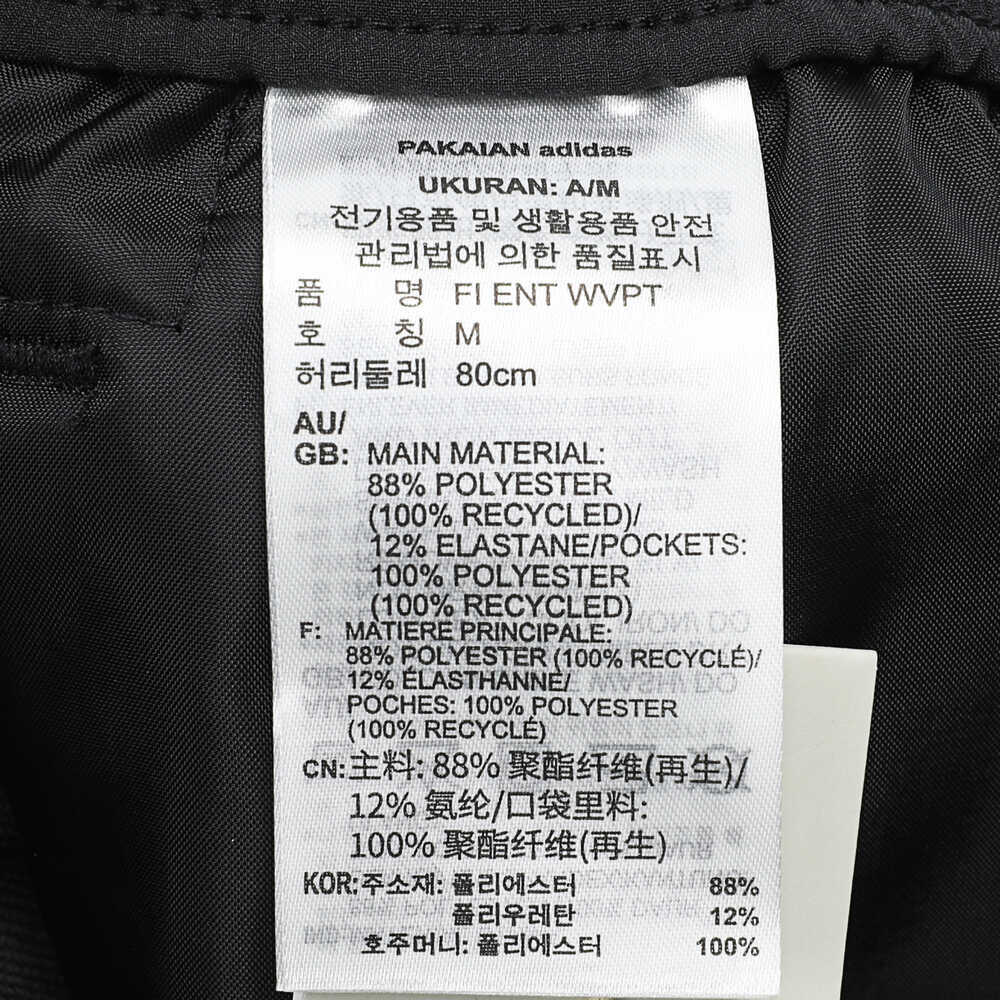 PAKAIAN adidas
UKURAN: A/M
전기용품 및 생활용품 안전
관리법에 의한 품질표시
품 명 FI ENT WVPT
호 칭 M
허리둘레 80cm
AU/
GB: MAIN MATERIAL:
88% POLYESTER
(100% RECYCLED)/
12% ELASTANE/POCKETS:
100% POLYESTER
(100% RECYCLED)
F: MATIERE PRINCIPALE:
88% POLYESTER (100% RECYCLÉ)/
12% ÉLASTHANNE/
POCHES: 100% POLYESTER
(100% RECYCLÉ)
CN: 主料: 88% 聚酯纤维(再生)/
12% 氨纶/口袋里料:
100% 聚酯纤维(再生)
KOR: 주소재: 폴리에스터 88%
폴리우레탄 12%
호주머니: 폴리에스터 100%